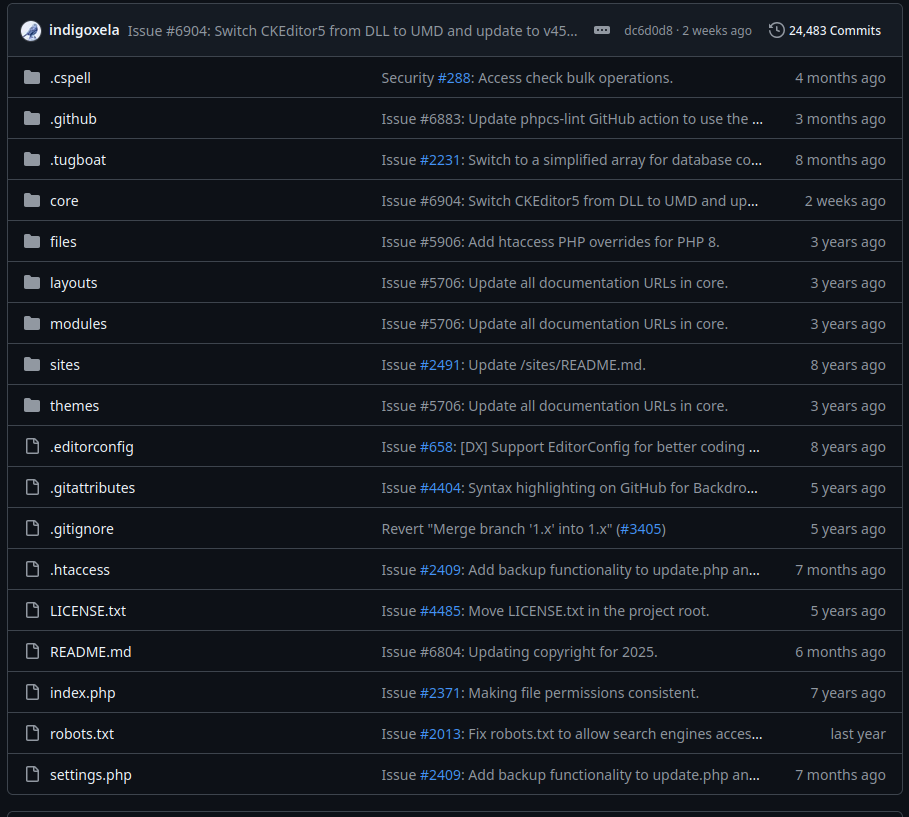 indigoxela Issue #6904: Switch CKEditor5 from DLL to UMD and update to v45... dc6d0d8 · 2 weeks ago 24,483 Commits
.cspell Security #288: Access check bulk operations. 4 months ago
.github Issue #6883: Update phpcs-lint GitHub action to use the ... 3 months ago
.tugboat Issue #2231: Switch to a simplified array for database co... 8 months ago
core Issue #6904: Switch CKEditor5 from DLL to UMD and up... 2 weeks ago
files Issue #5906: Add htaccess PHP overrides for PHP 8. 3 years ago
layouts Issue #5706: Update all documentation URLs in core. 3 years ago
modules Issue #5706: Update all documentation URLs in core. 3 years ago
sites Issue #2491: Update /sites/README.md. 8 years ago
themes Issue #5706: Update all documentation URLs in core. 3 years ago
.editorconfig Issue #658: [DX] Support EditorConfig for better coding ... 8 years ago
.gitattributes Issue #4404: Syntax highlighting on GitHub for Backdro... 5 years ago
.gitignore Revert "Merge branch '1.x' into 1.x" (#3405) 5 years ago
.htaccess Issue #2409: Add backup functionality to update.php an... 7 months ago
LICENSE.txt Issue #4485: Move LICENSE.txt in the project root. 5 years ago
README.md Issue #6804: Updating copyright for 2025. 6 months ago
index.php Issue #2371: Making file permissions consistent. 7 years ago
robots.txt Issue #2013: Fix robots.txt to allow search engines acces... last year
settings.php Issue #2409: Add backup functionality to update.php an... 7 months ago